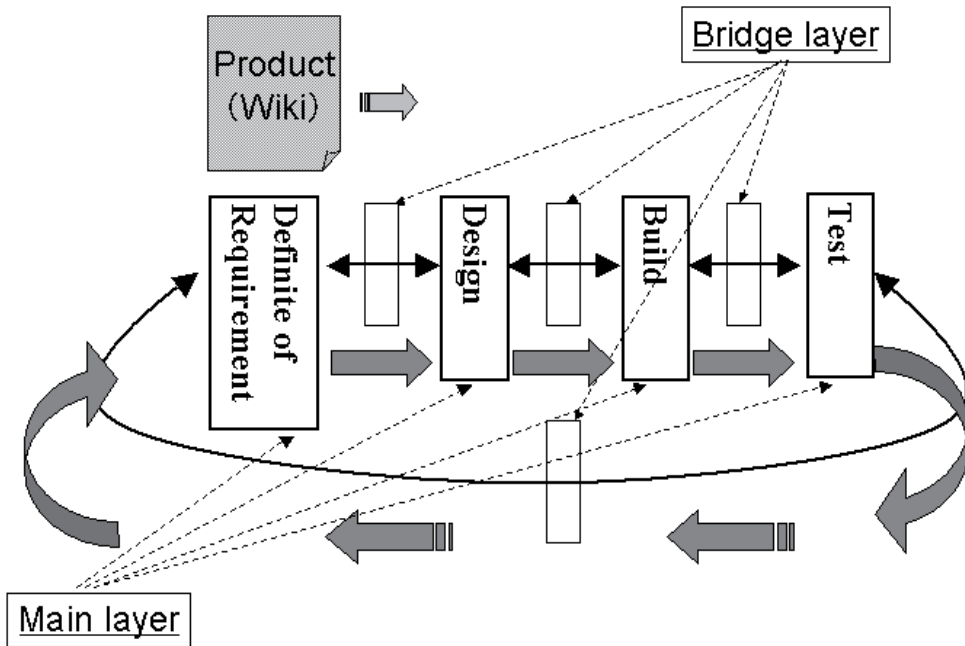 Bridge layer
Product
（Wiki）
Definite of
Requirement
Design
Build
Test
Main layer